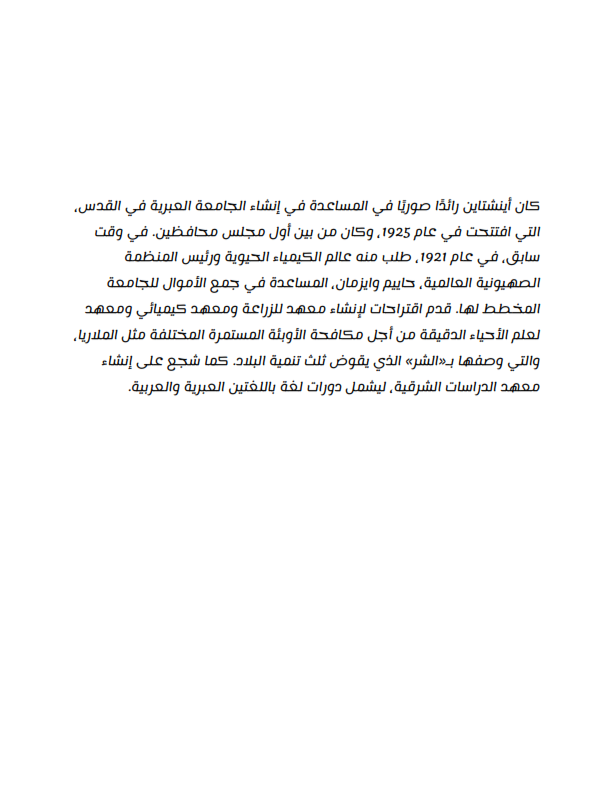 كان أينشتاين رائدًا صوريًا في المساعدة في إنشاء الجامعة العبرية في القدس،
التي افتتحت في عام 1925، وكان من بين أول مجلس محافظين. في وقت
سابق، في عام 1921، طلب منه عالم الكيمياء الحيوية ورئيس المنظمة
الصهيونية العالمية، حاييم وايزمان، المساعدة في جمع الأموال للجامعة
المخطط لها. قدم اقتراحات لإنشاء معهد للزراعة ومعهد كيميائي ومعهد
لعلم الأحياء الدقيقة من أجل مكافحة الأوبئة المستمرة المختلفة مثل الملاريا،
والتي وصفها بـ«الشر» الذي يقوض ثلث تنمية البلاد. كما شجع على إنشاء
معهد الدراسات الشرقية، ليشمل دورات لغة باللغتين العبرية والعربية.